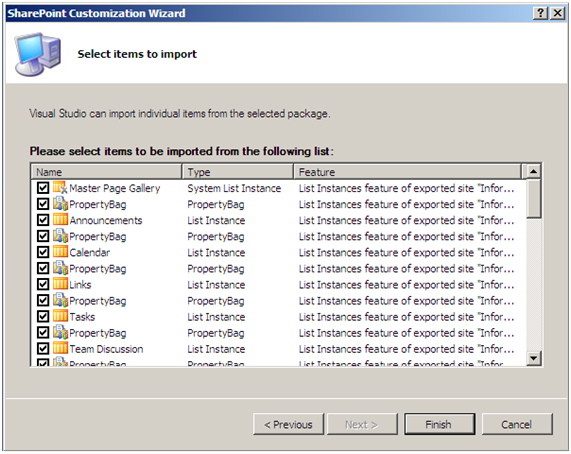 SharePoint Customization Wizard
Select items to import
Visual Studio can import individual items from the selected package.
Please select items to be imported from the following list:
Name Type Feature
Master Page Gallery System List Instance List Instances feature of exported site "Infor...
PropertyBag PropertyBag List Instances feature of exported site "Infor...
Announcements List Instance List Instances feature of exported site "Infor...
PropertyBag PropertyBag List Instances feature of exported site "Infor...
Calendar List Instance List Instances feature of exported site "Infor...
PropertyBag PropertyBag List Instances feature of exported site "Infor...
Links List Instance List Instances feature of exported site "Infor...
PropertyBag PropertyBag List Instances feature of exported site "Infor...
Tasks List Instance List Instances feature of exported site "Infor...
PropertyBag PropertyBag List Instances feature of exported site "Infor...
Team Discussion List Instance List Instances feature of exported site "Infor...
PropertyBag PropertyBag List Instances feature of exported site "Infor...
< Previous Next > Finish Cancel